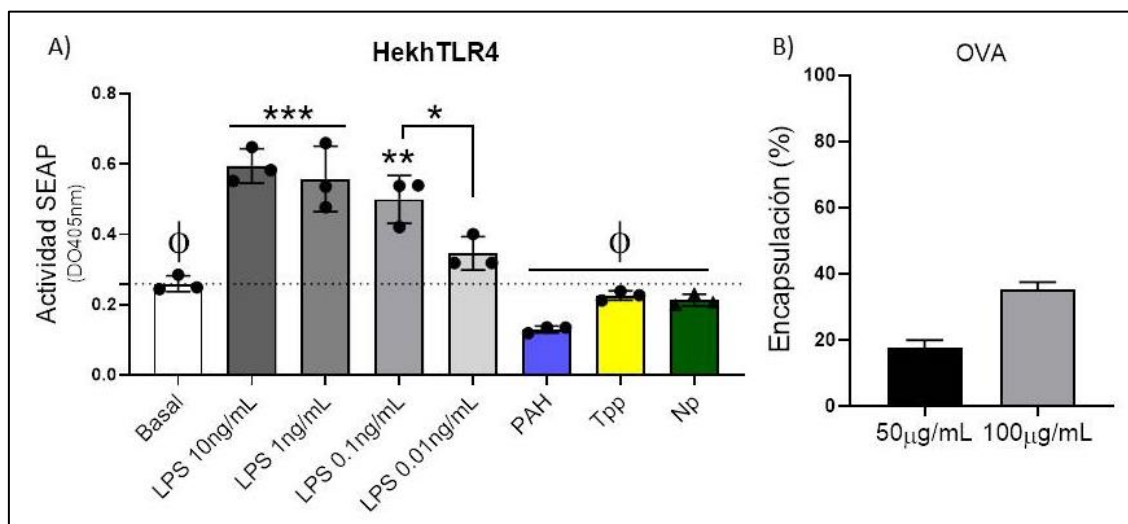 A)
HekhTLR4
Actividad SEAP
(DO405nm)
0.8
0.6
0.4
0.2
0.0
ϕ
***
**
*
ϕ
Basal
LPS 10ng/mL
LPS 1ng/mL
LPS 0.1ng/mL
LPS 0.01ng/mL
PAH
Tpp
Np
B)
OVA
Encapsulación (%)
100
80
60
40
20
0
50µg/mL
100µg/mL